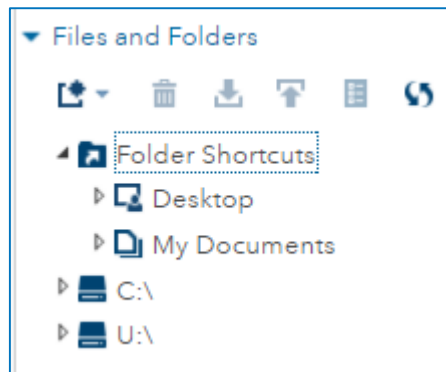 Files and Folders
Folder Shortcuts
Desktop
My Documents
C:\
U:\